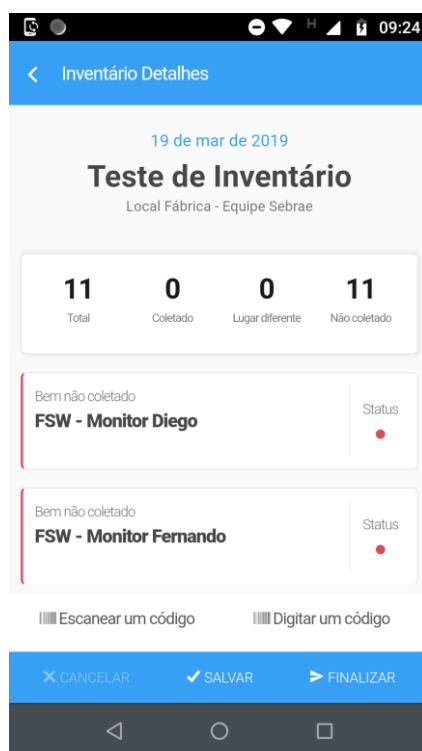 H 09:24
Inventário Detalhes
19 de mar de 2019
Teste de Inventário
Local Fábrica - Equipe Sebrae
11 0 0 11
Total Coletado Lugar diferente Não coletado
Bem não coletado
FSW - Monitor Diego
Status
Bem não coletado
FSW - Monitor Fernando
Status
Escanear um código Digitar um código
CANCELAR SALVAR FINALIZAR